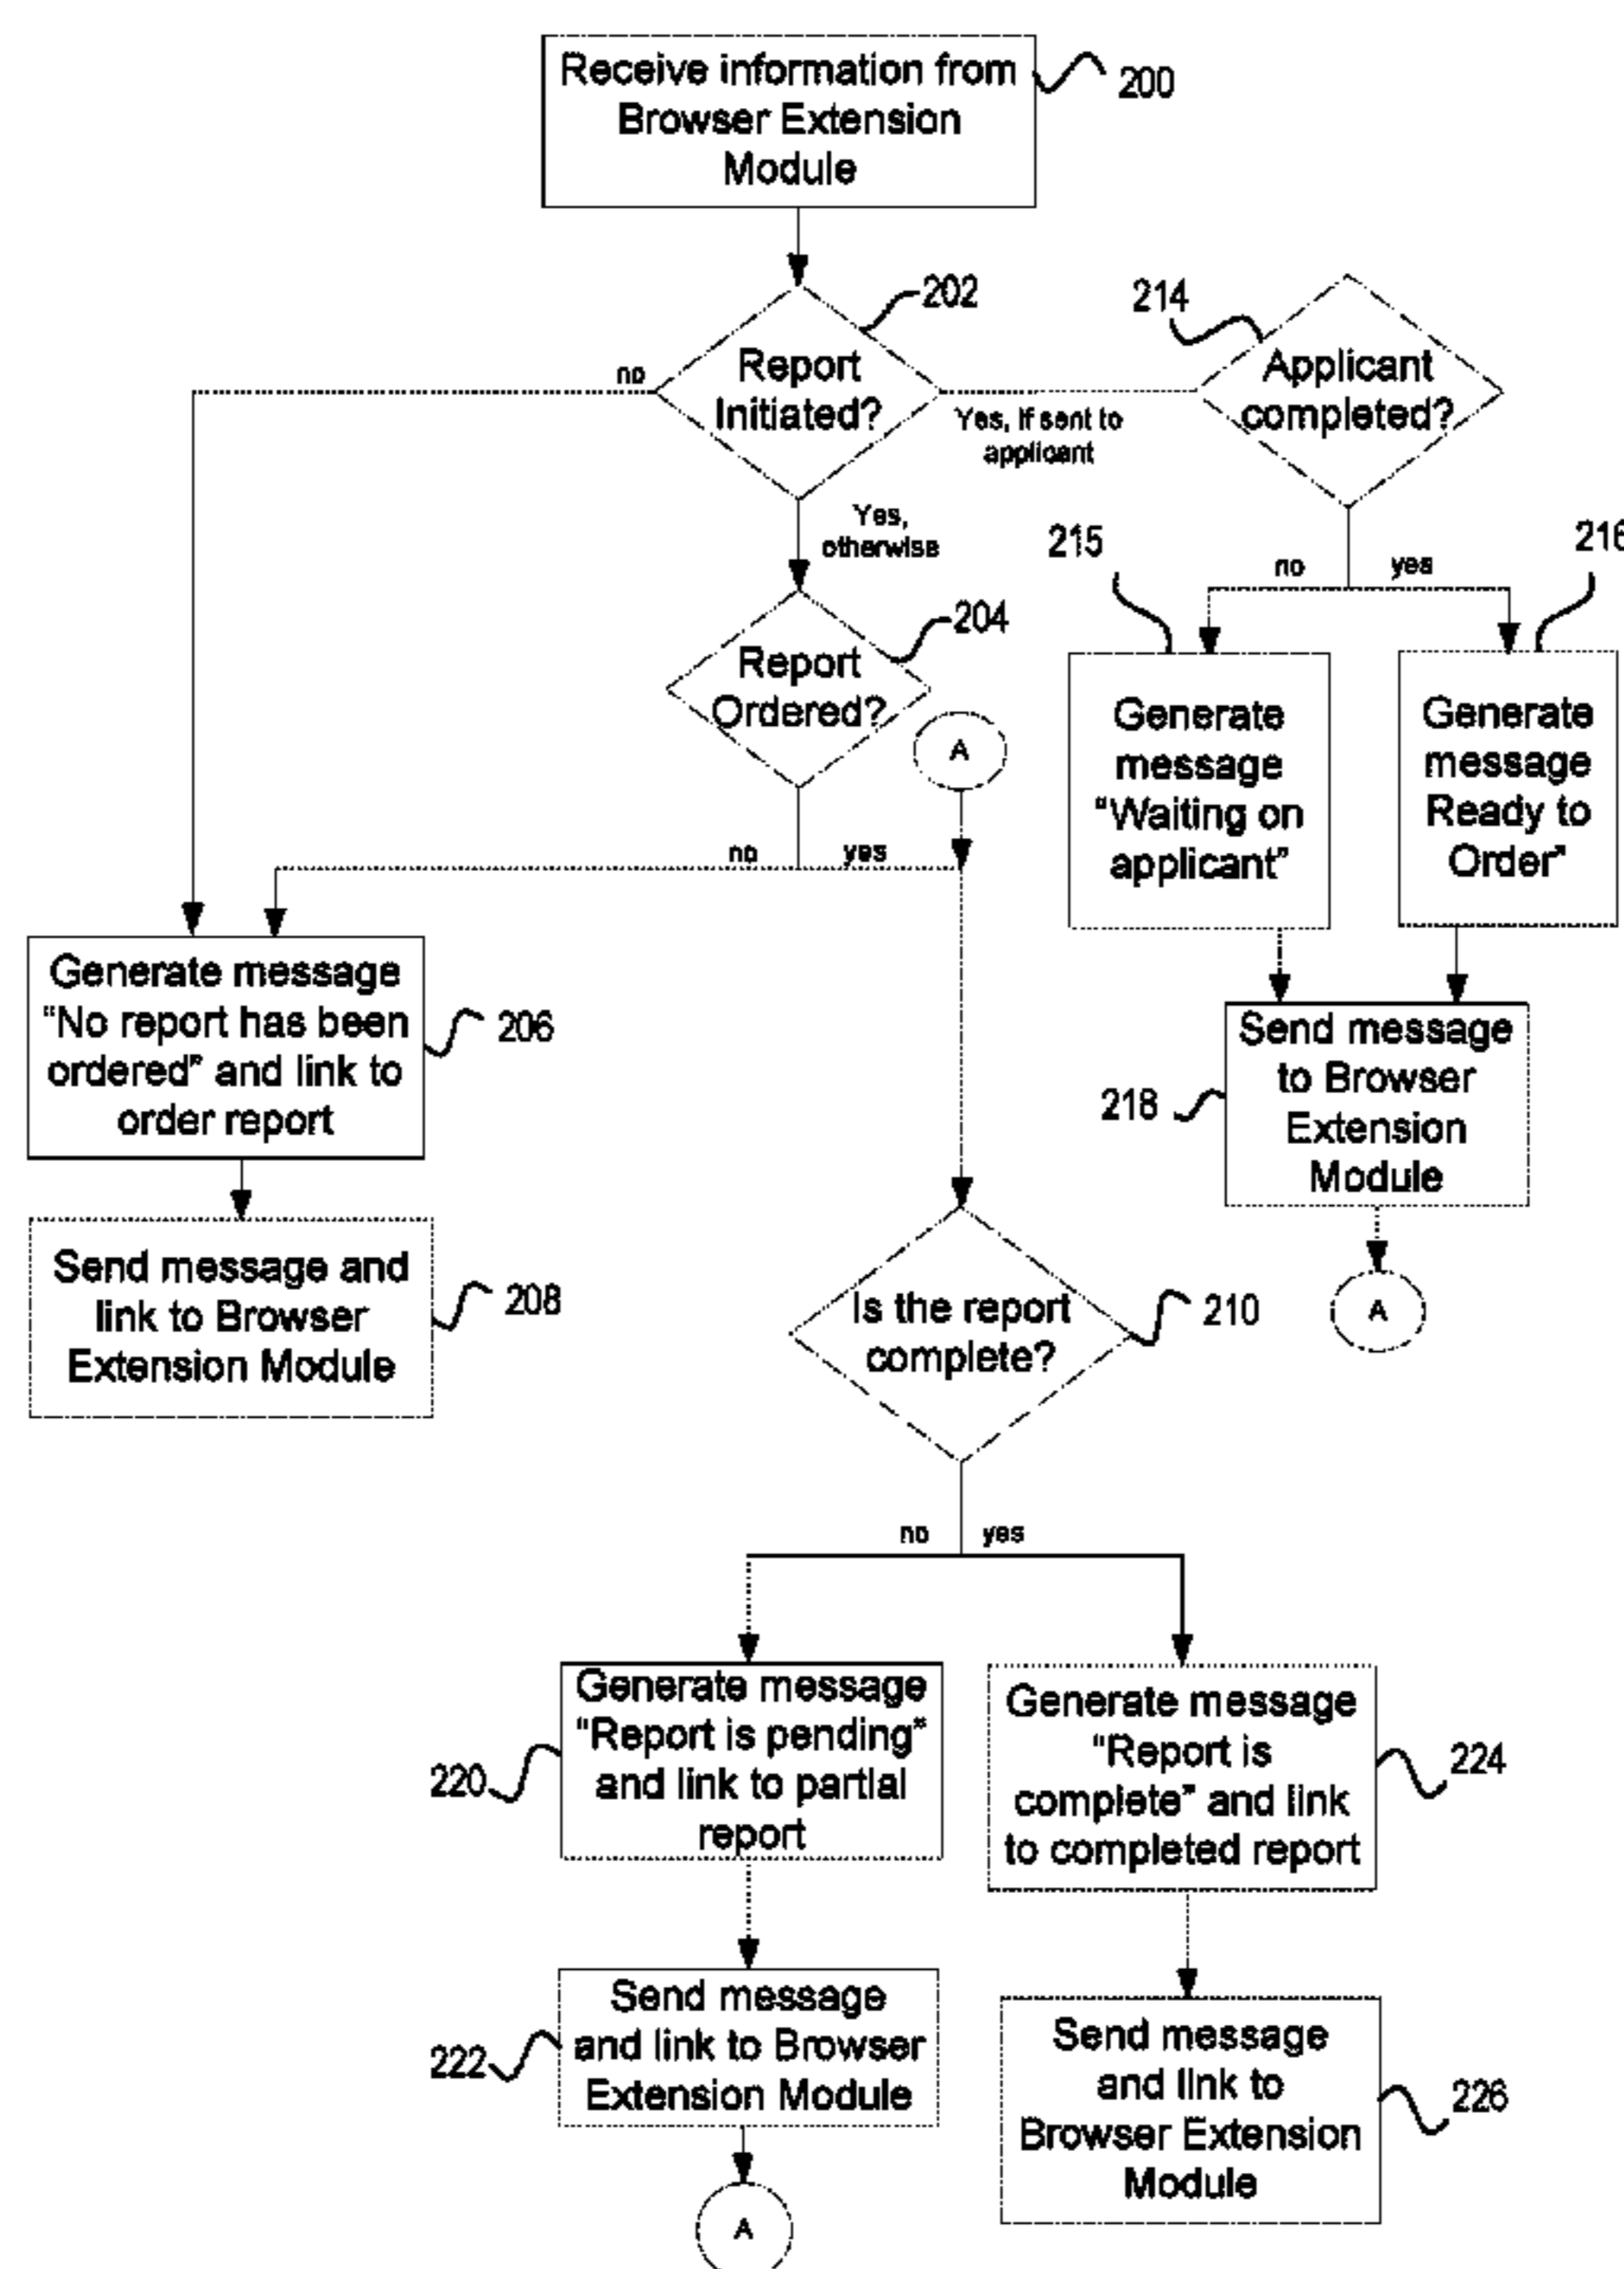 Receive information from
Browser Extension
Module
200
202
214
Report
Initiated?
no
Yes, if sent to
applicant
Applicant
completed?
Yes,
otherwise
215
216
no
yes
204
Report
Ordered?
A
no
yes
Generate
message
“Waiting on
applicant”
Generate
message
Ready to
Order”
Generate message
“No report has been
ordered” and link to
order report
206
Send message
to Browser
Extension
Module
218
A
Send message and
link to Browser
Extension Module
208
Is the report
complete?
210
no
yes
Generate message
“Report is pending”
and link to partial
report
220
Generate message
“Report is
complete” and link
to completed report
224
Send message
and link to Browser
Extension Module
222
Send message
and link to
Browser Extension
Module
226
A